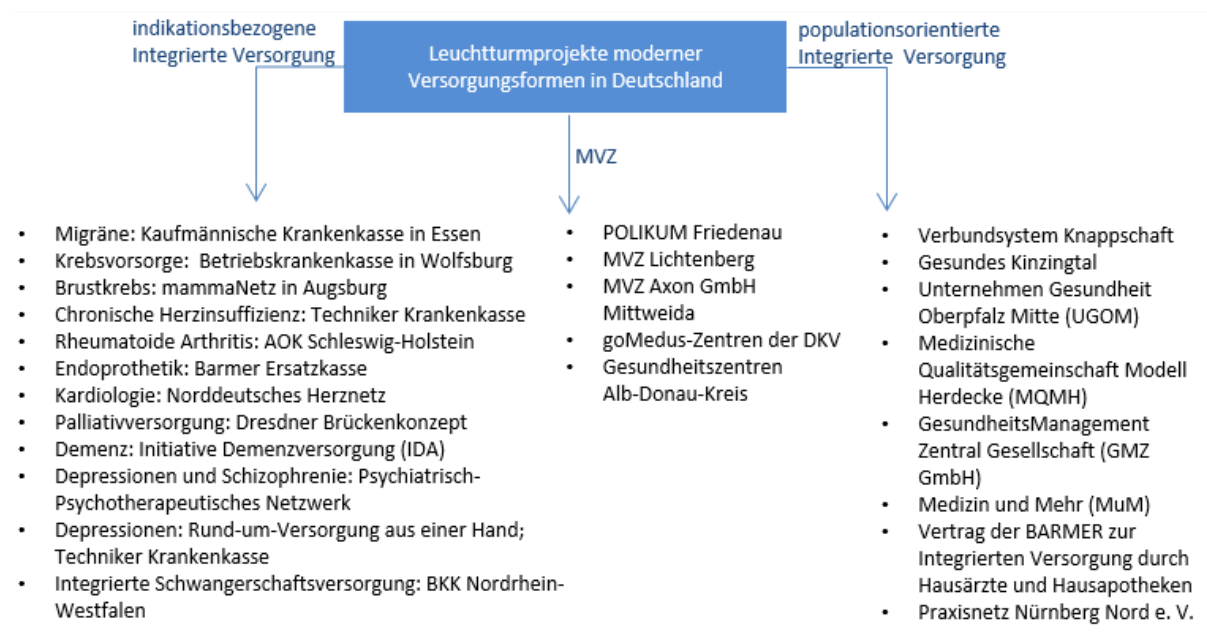 indikationsbezogene
Integrierte Versorgung
Leuchtturmprojekte moderner
Versorgungsformen in Deutschland
populationsorientierte
Integrierte Versorgung
MVZ
• Migräne: Kaufmännische Krankenkasse in Essen
• Krebsvorsorge: Betriebskrankenkasse in Wolfsburg
• Brustkrebs: mammaNetz in Augsburg
• Chronische Herzinsuffizienz: Techniker Krankenkasse
• Rheumatoide Arthritis: AOK Schleswig-Holstein
• Endoprothetik: Barmer Ersatzkasse
• Kardiologie: Norddeutsches Herznetz
• Palliativversorgung: Dresdner Brückenkonzept
• Demenz: Initiative Demenzversorgung (IDA)
• Depressionen und Schizophrenie: Psychiatrisch-
Psychotherapeutisches Netzwerk
• Depressionen: Rund-um-Versorgung aus einer Hand;
Techniker Krankenkasse
• Integrierte Schwangerschaftsversorgung: BKK Nordrhein-
Westfalen
• POLIKUM Friedenau
• MVZ Lichtenberg
• MVZ Axon GmbH
Mittweida
• goMedus-Zentren der DKV
• Gesundheitszentren
Alb-Donau-Kreis
• Verbundsystem Knappschaft
• Gesundes Kinzingtal
• Unternehmen Gesundheit
Oberpfalz Mitte (UGOM)
• Medizinische
Qualitätsgemeinschaft Modell
Herdecke (MQMH)
• GesundheitsManagement
Zentral Gesellschaft (GMZ
GmbH)
• Medizin und Mehr (MuM)
• Vertrag der BARMER zur
Integrierten Versorgung durch
Hausärzte und Hausapotheken
• Praxisnetz Nürnberg Nord e. V.